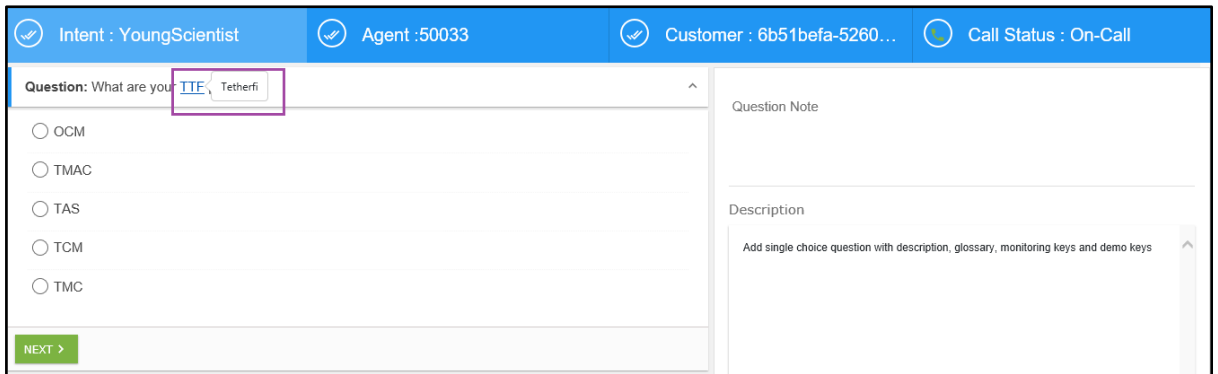 Intent : YoungScientist
Agent :50033
Customer : 6b51befa-5260...
Call Status : On-Call
Question: What are your TTF
Tetherfi
OCM
TMAC
TAS
TCM
TMC
NEXT >
Question Note
Description
Add single choice question with description, glossary, monitoring keys and demo keys